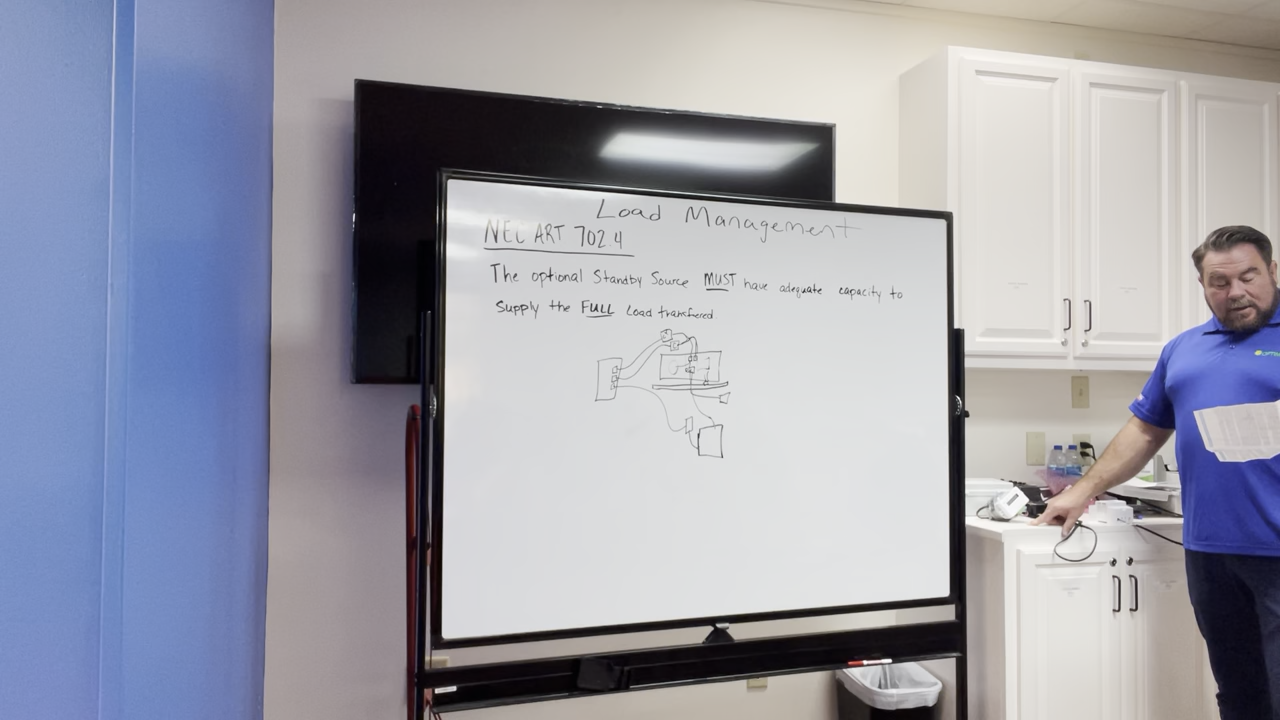 Load Management
NEC ART 702.4
The optional Standby Source MUST have adequate capacity to
Supply the FULL Load transfered